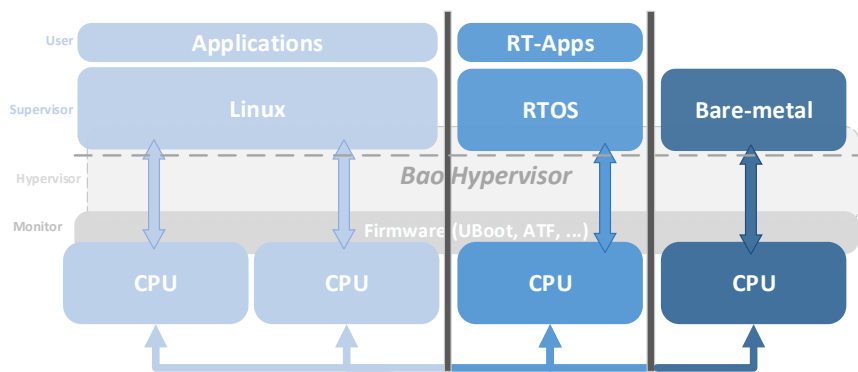 User
Applications
RT-Apps
Supervisor
Linux
RTOS
Bare-metal
Hypervisor
Bao Hypervisor
Monitor
Firmware (UBoot, ATF, ...)
CPU
CPU
CPU
CPU